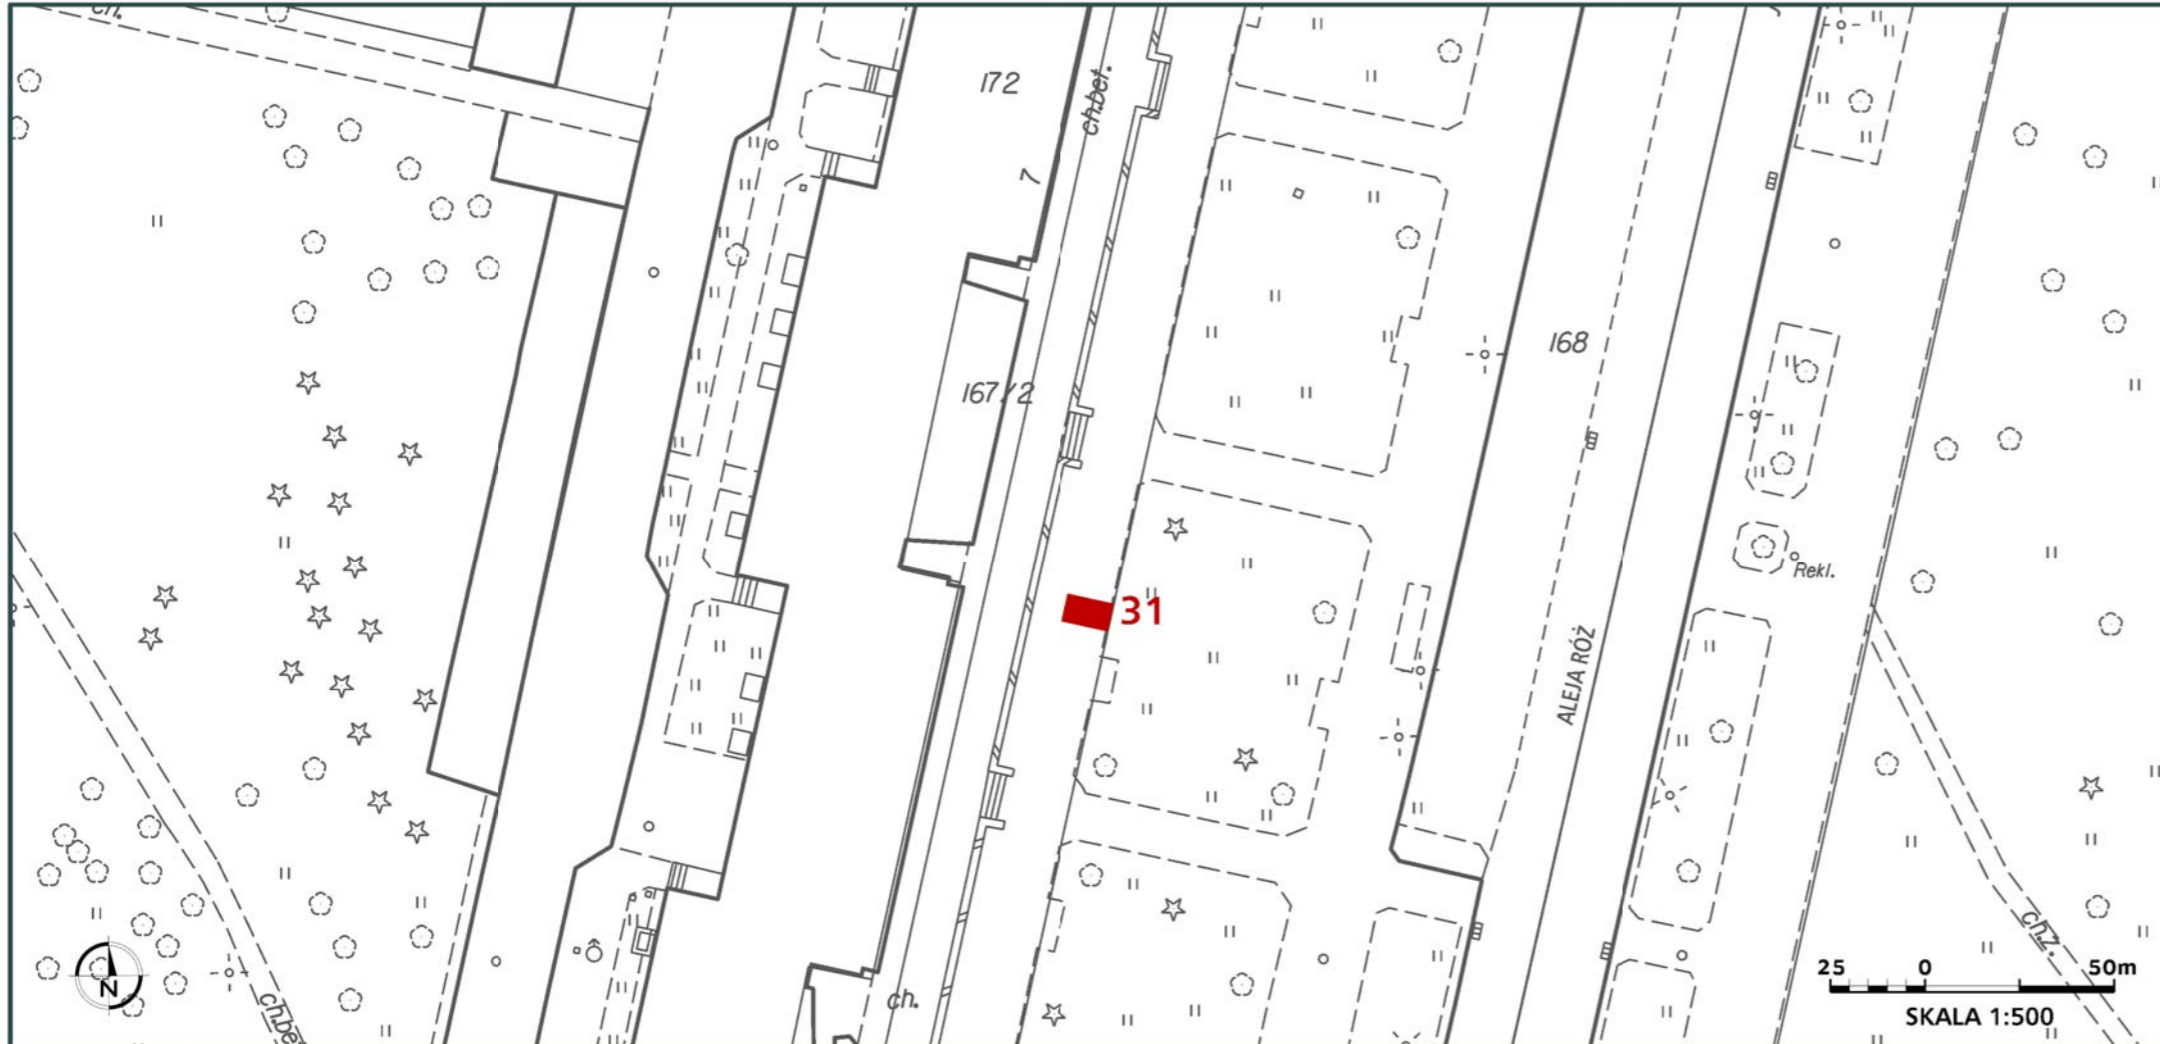 ch.
172
ch.bet.
7
168
167/2
Rekl.
31
ALEJA RÓŻ
ch.z.
25 0 50m
N
ch.
ch.be
SKALA 1:500